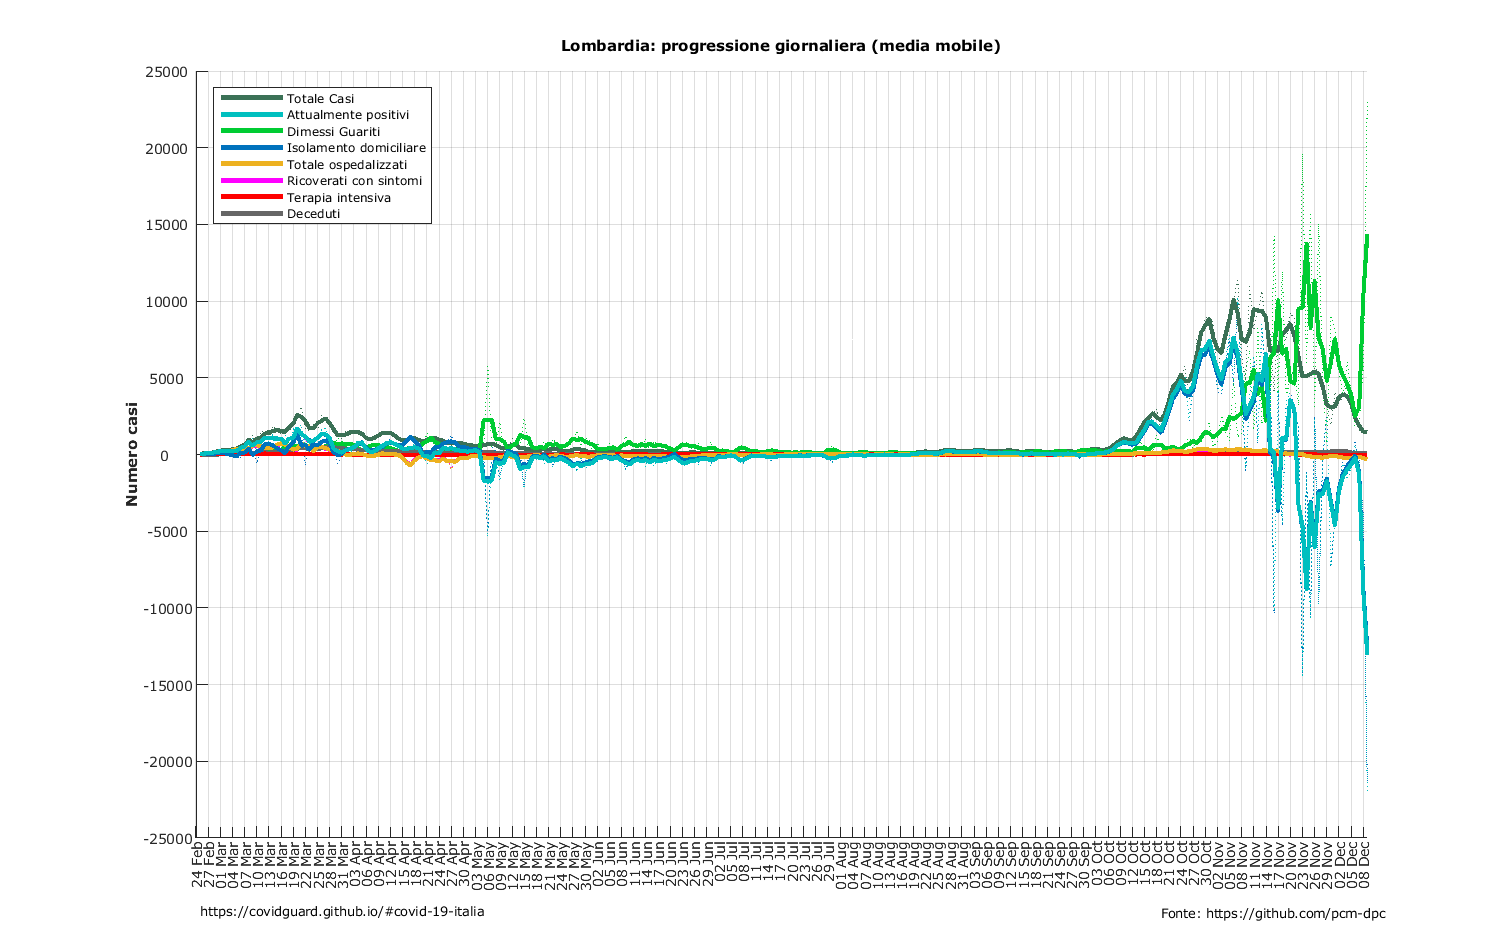 Lombardia: progressione giornaliera (media mobile)
25000
20000
15000
10000
5000
0
-5000
-10000
-15000
-20000
-25000
Numero casi
Totale Casi
Attualmente positivi
Dimessi Guariti
Isolamento domiciliare
Totale ospedalizzati
Ricoverati con sintomi
Terapia intensiva
Deceduti
24 Feb
27 Feb
01 Mar
04 Mar
07 Mar
10 Mar
13 Mar
16 Mar
19 Mar
22 Mar
25 Mar
28 Mar
31 Mar
03 Apr
06 Apr
09 Apr
12 Apr
15 Apr
18 Apr
21 Apr
24 Apr
27 Apr
30 Apr
03 May
06 May
09 May
12 May
15 May
18 May
21 May
24 May
27 May
30 May
02 Jun
05 Jun
08 Jun
11 Jun
14 Jun
17 Jun
20 Jun
23 Jun
26 Jun
29 Jun
02 Jul
05 Jul
08 Jul
11 Jul
14 Jul
17 Jul
20 Jul
23 Jul
26 Jul
29 Jul
01 Aug
04 Aug
07 Aug
10 Aug
13 Aug
16 Aug
19 Aug
22 Aug
25 Aug
28 Aug
31 Aug
03 Sep
06 Sep
09 Sep
12 Sep
15 Sep
18 Sep
21 Sep
24 Sep
27 Sep
30 Sep
03 Oct
06 Oct
09 Oct
12 Oct
15 Oct
18 Oct
21 Oct
24 Oct
27 Oct
30 Oct
02 Nov
05 Nov
08 Nov
11 Nov
14 Nov
17 Nov
20 Nov
23 Nov
26 Nov
29 Nov
02 Dec
05 Dec
08 Dec
https://covidguard.github.io/#covid-19-italia
Fonte: https://github.com/pcm-dpc